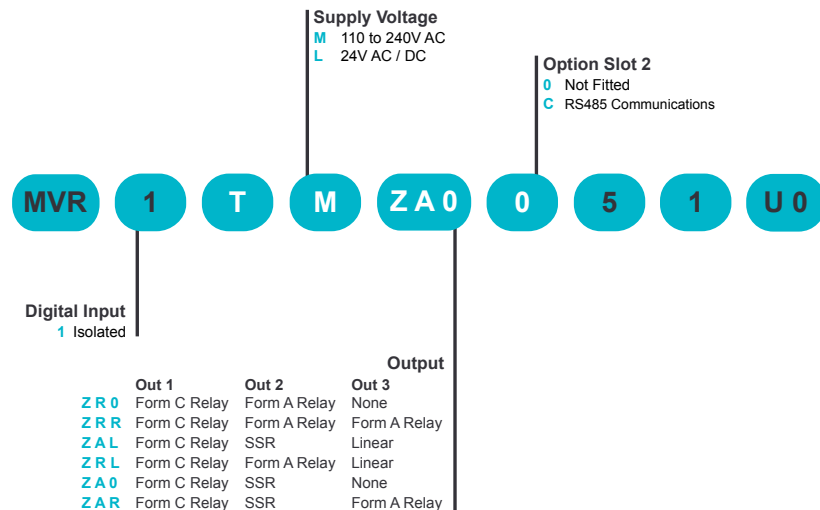 Supply Voltage
M 110 to 240V AC
L 24V AC / DC
Option Slot 2
0 Not Fitted
C RS485 Communications
MVR 1 T M Z A 0 0 5 1 U 0
Digital Input
1 Isolated
Output
Out 1 Out 2 Out 3
Z R 0 Form C Relay Form A Relay None
Z R R Form C Relay Form A Relay Form A Relay
Z A L Form C Relay SSR Linear
Z R L Form C Relay Form A Relay Linear
Z A 0 Form C Relay SSR None
Z A R Form C Relay SSR Form A Relay